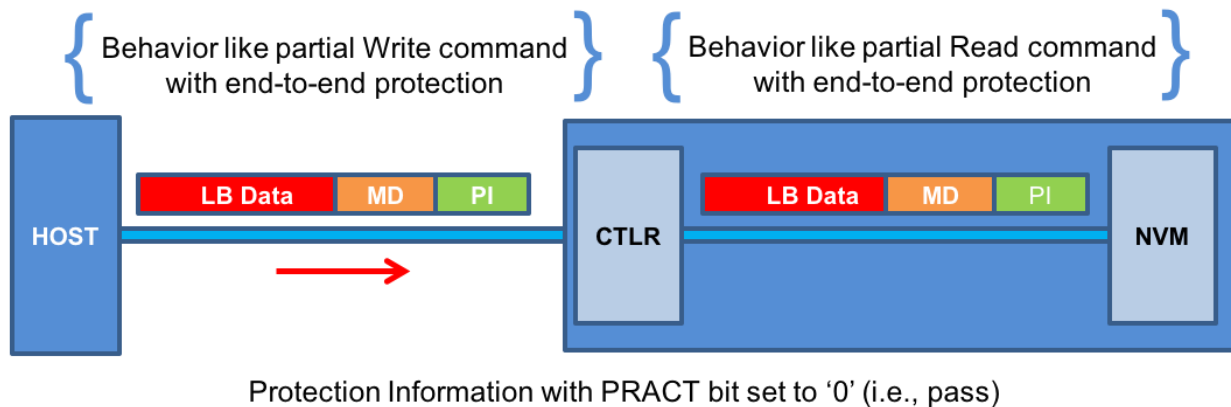 Behavior like partial Write command
with end-to-end protection
Behavior like partial Read command
with end-to-end protection
LB Data MD PI
LB Data MD PI
HOST
CTLR
NVM
Protection Information with PRACT bit set to ‘0’ (i.e., pass)